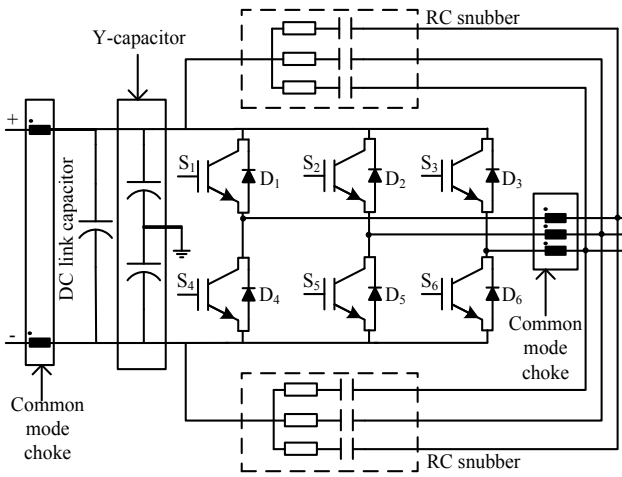 RC snubber
Y-capacitor
+
DC link capacitor
S1
D1
S2
D2
S3
D3
S4
D4
S5
D5
S6
D6
-
Common
mode
choke
Common
mode
choke
RC snubber